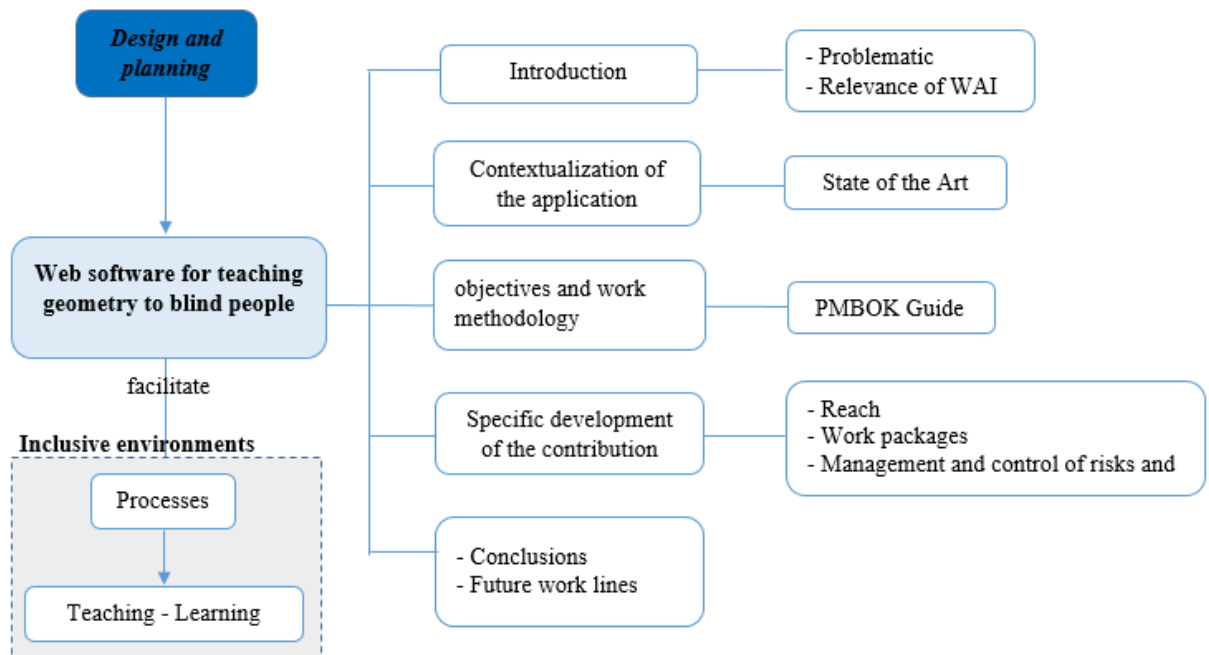 Design and
planning
Web software for teaching
geometry to blind people
facilitate
Inclusive environments
Processes
Teaching - Learning
Introduction
- Problematic
- Relevance of WAI
Contextualization of
the application
State of the Art
objectives and work
methodology
PMBOK Guide
Specific development
of the contribution
- Reach
- Work packages
- Management and control of risks and
- Conclusions
- Future work lines